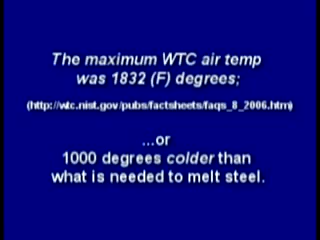 The maximum WTC air temp
was 1832 (F) degrees;
(http://wtc.nist.gov/pubs/factsheets/faqs_8_2006.htm)
...or
1000 degrees colder than
what is needed to melt steel.